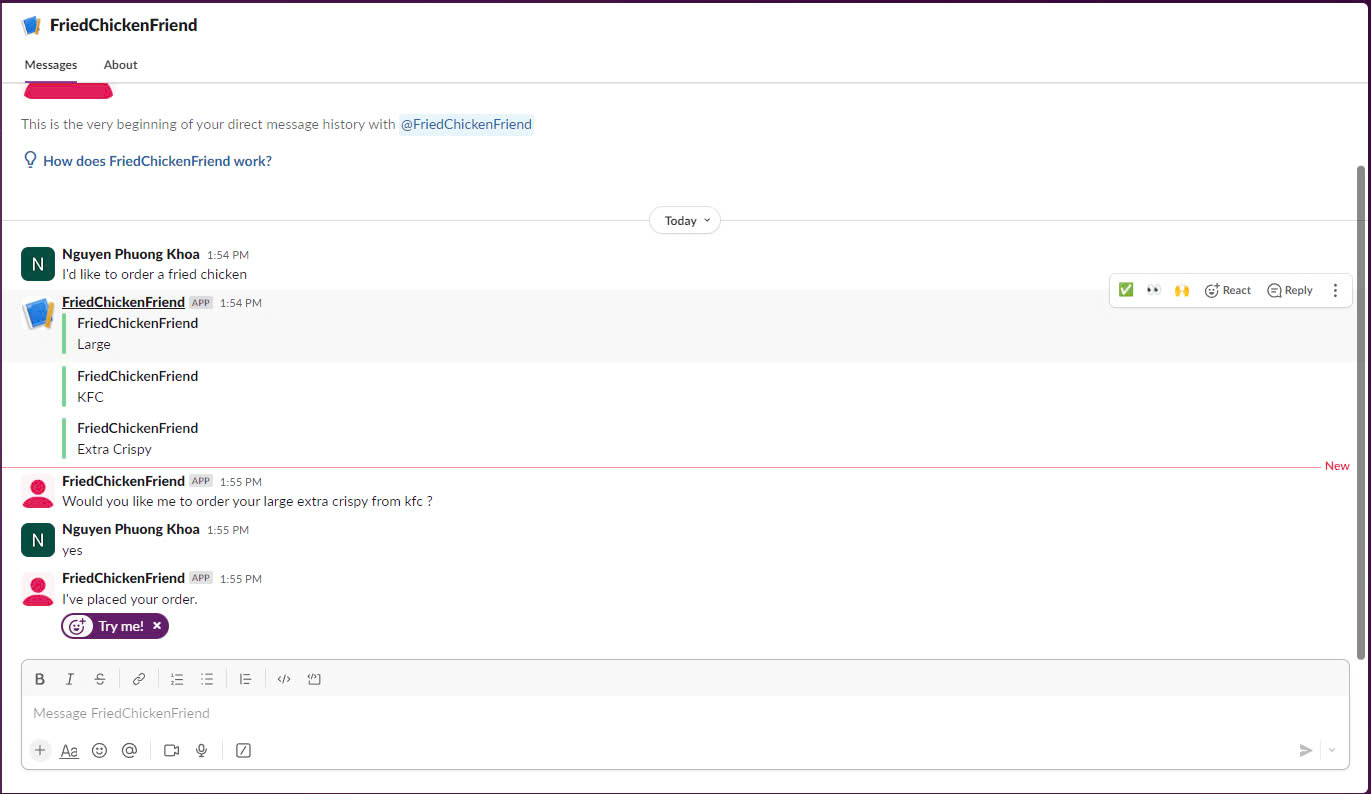 FriedChickenFriend
Messages About
This is the very beginning of your direct message history with @FriedChickenFriend
How does FriedChickenFriend work?
Today
Nguyen Phuong Khoa 1:54 PM
N
I'd like to order a fried chicken
FriedChickenFriend APP 1:54 PM
React Reply
FriedChickenFriend
Large
FriedChickenFriend
KFC
FriedChickenFriend
Extra Crispy
New
FriedChickenFriend APP 1:55 PM
Would you like me to order your large extra crispy from kfc ?
Nguyen Phuong Khoa 1:55 PM
N
yes
FriedChickenFriend APP 1:55 PM
I've placed your order.
Try me!
B I S
Message FriedChickenFriend
+ Aa @